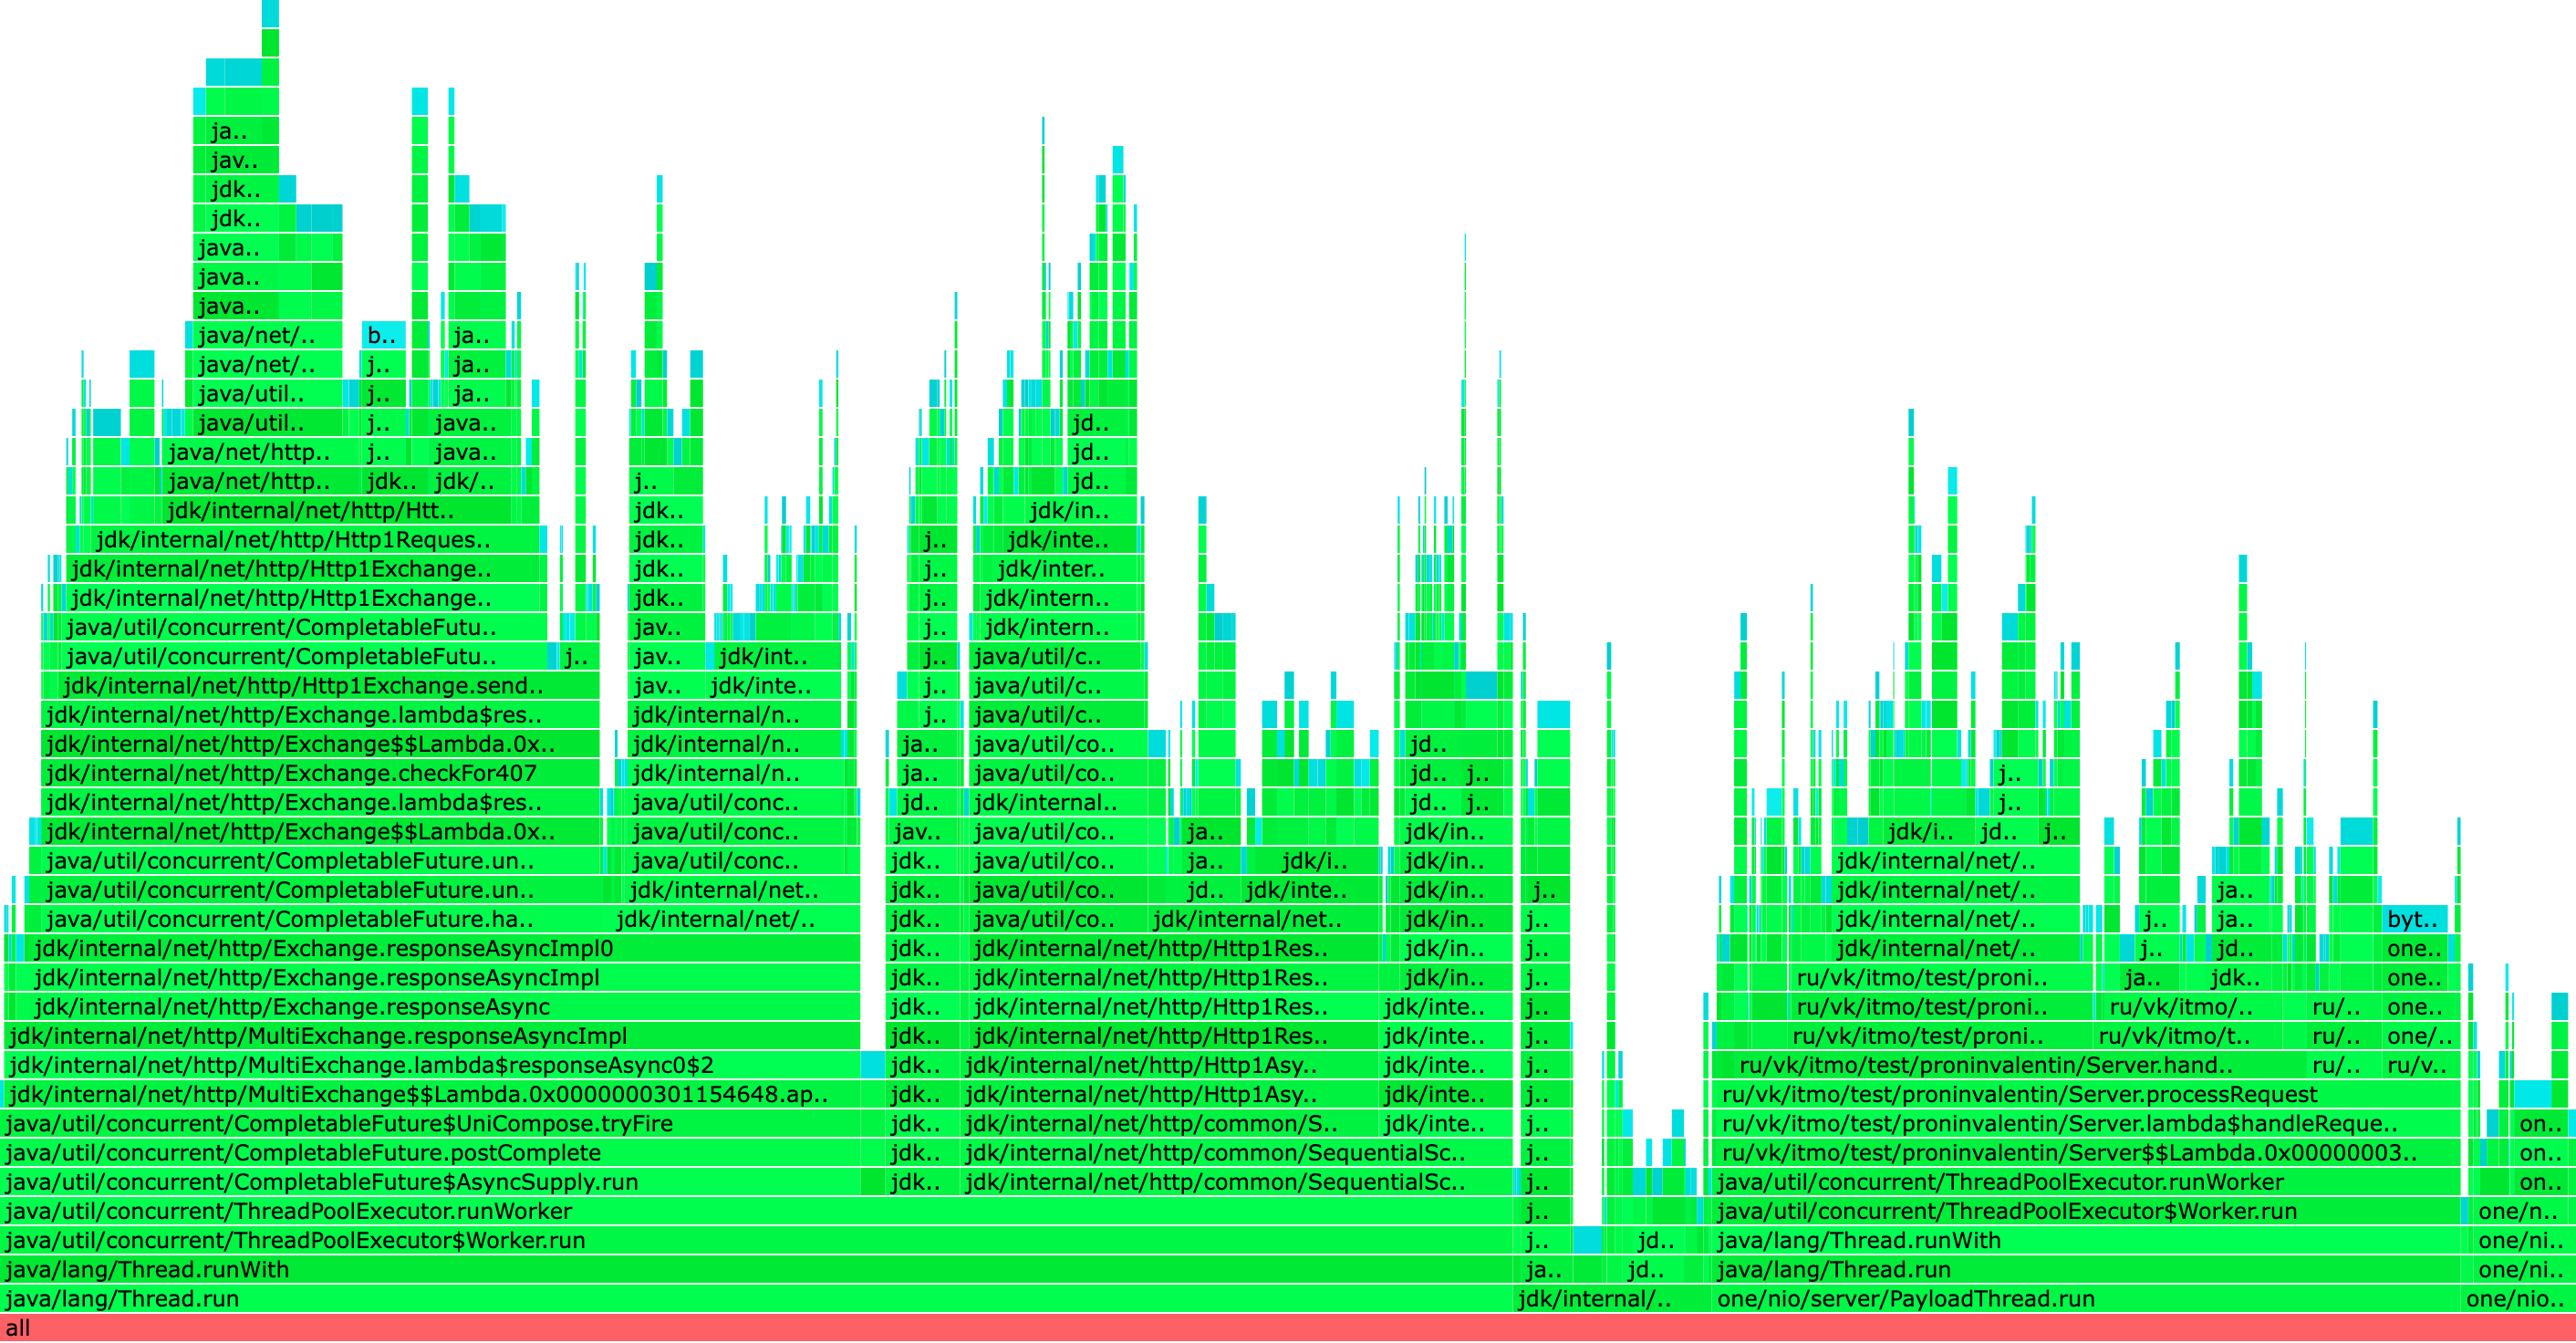 ja..
jav..
jdk..
jdk..
java..
java..
java..
java/net/.. b.. ja..
java/net/.. j.. ja..
java/util.. j.. ja..
java/util.. j.. java.. jd..
java/net/http.. j.. java.. jd..
java/net/http.. jdk.. jdk/.. j.. jd..
jdk/internal/net/http/Htt.. jdk.. jdk/in..
jdk/internal/net/http/Http1Reques.. jdk.. j.. jdk/inte..
jdk/internal/net/http/Http1Exchange.. jdk.. j.. jdk/inter..
jdk/internal/net/http/Http1Exchange.. jdk.. j.. jdk/intern..
java/util/concurrent/CompletableFutu.. jav.. j.. jdk/intern..
java/util/concurrent/CompletableFutu.. j.. jav.. jdk/int.. j.. java/util/c..
jdk/internal/net/http/Http1Exchange.send.. jav.. jdk/inte.. j.. java/util/c..
jdk/internal/net/http/Exchange.lambda$res.. jdk/internal/n.. j.. java/util/c..
jdk/internal/net/http/Exchange$$Lambda.0x.. jdk/internal/n.. ja.. java/util/co.. jd..
jdk/internal/net/http/Exchange.checkFor407 jdk/internal/n.. ja.. java/util/co.. jd.. j.. j..
jdk/internal/net/http/Exchange.lambda$res.. java/util/conc.. jd.. jdk/internal.. jd.. j.. j..
jdk/internal/net/http/Exchange$$Lambda.0x.. java/util/conc.. jav.. java/util/co.. ja.. jdk/in.. jdk/i.. jd.. j..
java/util/concurrent/CompletableFuture.un.. java/util/conc.. jdk.. java/util/co.. ja.. jdk/i.. jdk/in.. jdk/internal/net/..
java/util/concurrent/CompletableFuture.un.. jdk/internal/net.. jdk.. java/util/co.. jd.. jdk/inte.. jdk/in.. j.. jdk/internal/net/.. ja..
java/util/concurrent/CompletableFuture.ha.. jdk/internal/net/.. jdk.. java/util/co.. jdk/internal/net.. jdk/in.. j.. jdk/internal/net/.. j.. ja.. byt..
jdk/internal/net/http/Exchange.responseAsyncImpl0 jdk.. jdk/internal/net/http/Http1Res.. jdk/in.. j.. jdk/internal/net/.. j.. jd.. one..
jdk/internal/net/http/Exchange.responseAsyncImpl jdk.. jdk/internal/net/http/Http1Res.. jdk/in.. j.. ru/vk/itmo/test/proni.. ja.. jdk.. one..
jdk/internal/net/http/Exchange.responseAsync jdk.. jdk/internal/net/http/Http1Res.. jdk/inte.. j.. ru/vk/itmo/test/proni.. ru/vk/itmo/.. ru/.. one..
jdk/internal/net/http/MultiExchange.responseAsyncImpl jdk.. jdk/internal/net/http/Http1Res.. jdk/inte.. j.. ru/vk/itmo/test/proni.. ru/vk/itmo/t.. ru/.. one/..
jdk/internal/net/http/MultiExchange.lambda$responseAsync0$2 jdk.. jdk/internal/net/http/Http1Asy.. jdk/inte.. j.. ru/vk/itmo/test/proninvalentin/Server.hand.. ru/.. ru/v..
jdk/internal/net/http/MultiExchange$$Lambda.0x0000000301154648.ap.. jdk.. jdk/internal/net/http/Http1Asy.. jdk/inte.. j.. ru/vk/itmo/test/proninvalentin/Server.processRequest
java/util/concurrent/CompletableFuture$UniCompose.tryFire jdk.. jdk/internal/net/http/common/S.. jdk/inte.. j.. ru/vk/itmo/test/proninvalentin/Server.lambda$handleReque.. on..
java/util/concurrent/CompletableFuture.postComplete jdk.. jdk/internal/net/http/common/SequentialSc.. j.. ru/vk/itmo/test/proninvalentin/Server$$Lambda.0x00000003.. on..
java/util/concurrent/CompletableFuture$AsyncSupply.run jdk.. jdk/internal/net/http/common/SequentialSc.. j.. java/util/concurrent/ThreadPoolExecutor.runWorker on..
java/util/concurrent/ThreadPoolExecutor.runWorker j.. java/util/concurrent/ThreadPoolExecutor$Worker.run one/n..
java/util/concurrent/ThreadPoolExecutor$Worker.run j.. jd.. java/lang/Thread.runWith one/ni..
java/lang/Thread.runWith ja.. jd.. java/lang/Thread.run one/ni..
java/lang/Thread.run jdk/internal/.. one/nio/server/PayloadThread.run one/nio..
all